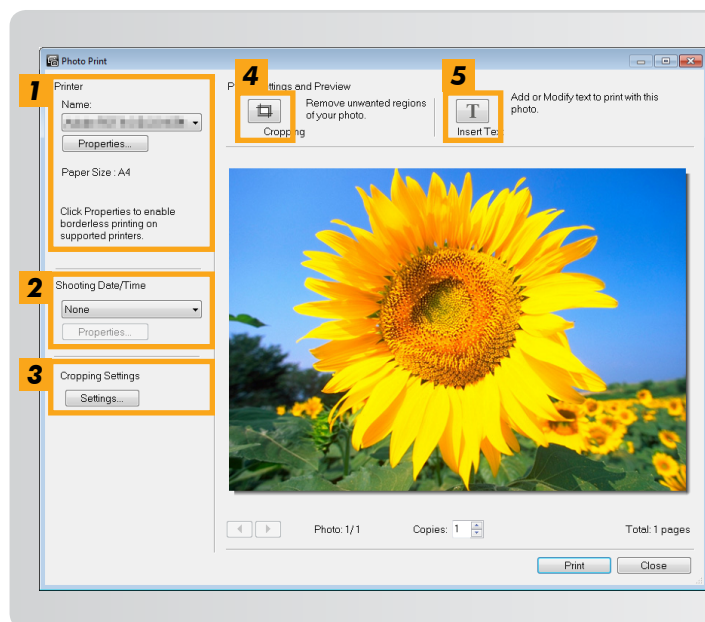 Photo Print
1
Printer
Name:
Properties...
Paper Size : A4
Click Properties to enable
borderless printing on
supported printers.
2
Shooting Date/Time
None
Properties...
3
Cropping Settings
Settings...
4
5
ttings and Preview
Remove unwanted regions
of your photo.
Cropping
T
Add or Modify text to print with this
photo.
Insert Text
Photo: 1/1
Copies: 1
Total: 1 pages
Print
Close